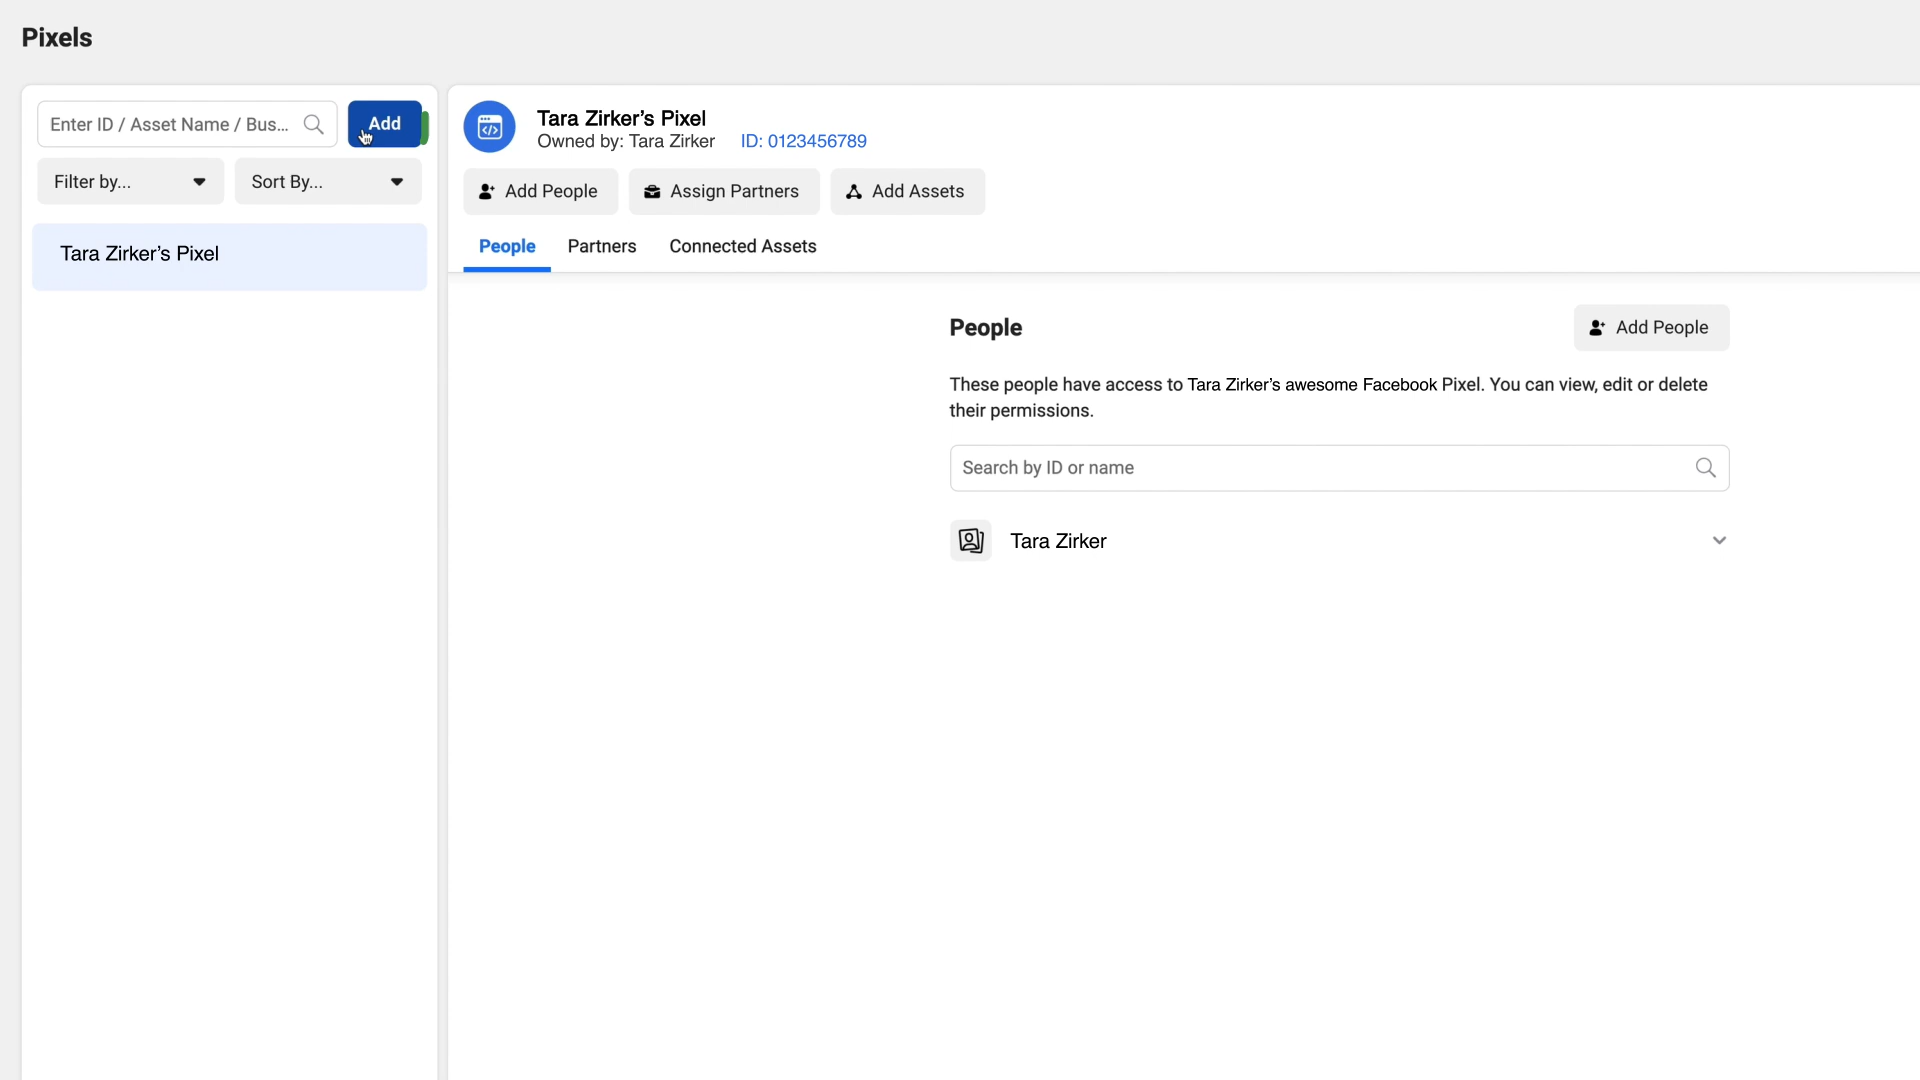 Pixels
Enter ID / Asset Name / Bus...
Add
Filter by...
Sort By...
Tara Zirker’s Pixel
Tara Zirker’s Pixel
Owned by: Tara Zirker ID: 0123456789
Add People
Assign Partners
Add Assets
People
Partners
Connected Assets
People
Add People
These people have access to Tara Zirker’s awesome Facebook Pixel. You can view, edit or delete
their permissions.
Search by ID or name
Tara Zirker